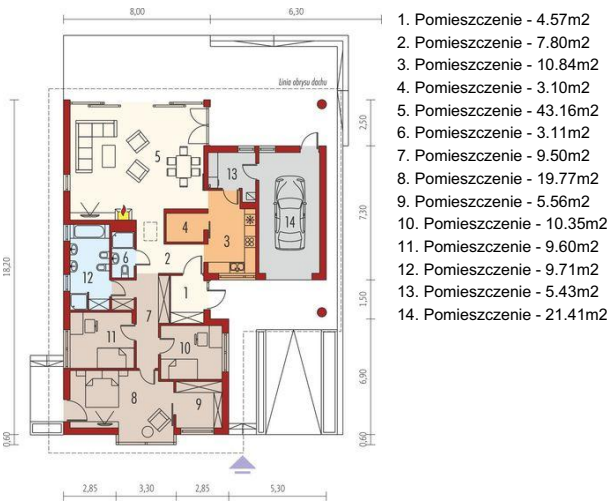 8,00
6,30
Linia obrysu dachu
2,50
7,30
1,50
6,90
0,60
18,20
0,60
5
13
14
4
3
6
2
12
1
7
11
10
8
9
2,85
3,30
2,85
5,30
1. Pomieszczenie - 4.57m2
2. Pomieszczenie - 7.80m2
3. Pomieszczenie - 10.84m2
4. Pomieszczenie - 3.10m2
5. Pomieszczenie - 43.16m2
6. Pomieszczenie - 3.11m2
7. Pomieszczenie - 9.50m2
8. Pomieszczenie - 19.77m2
9. Pomieszczenie - 5.56m2
10. Pomieszczenie - 10.35m2
11. Pomieszczenie - 9.60m2
12. Pomieszczenie - 9.71m2
13. Pomieszczenie - 5.43m2
14. Pomieszczenie - 21.41m2